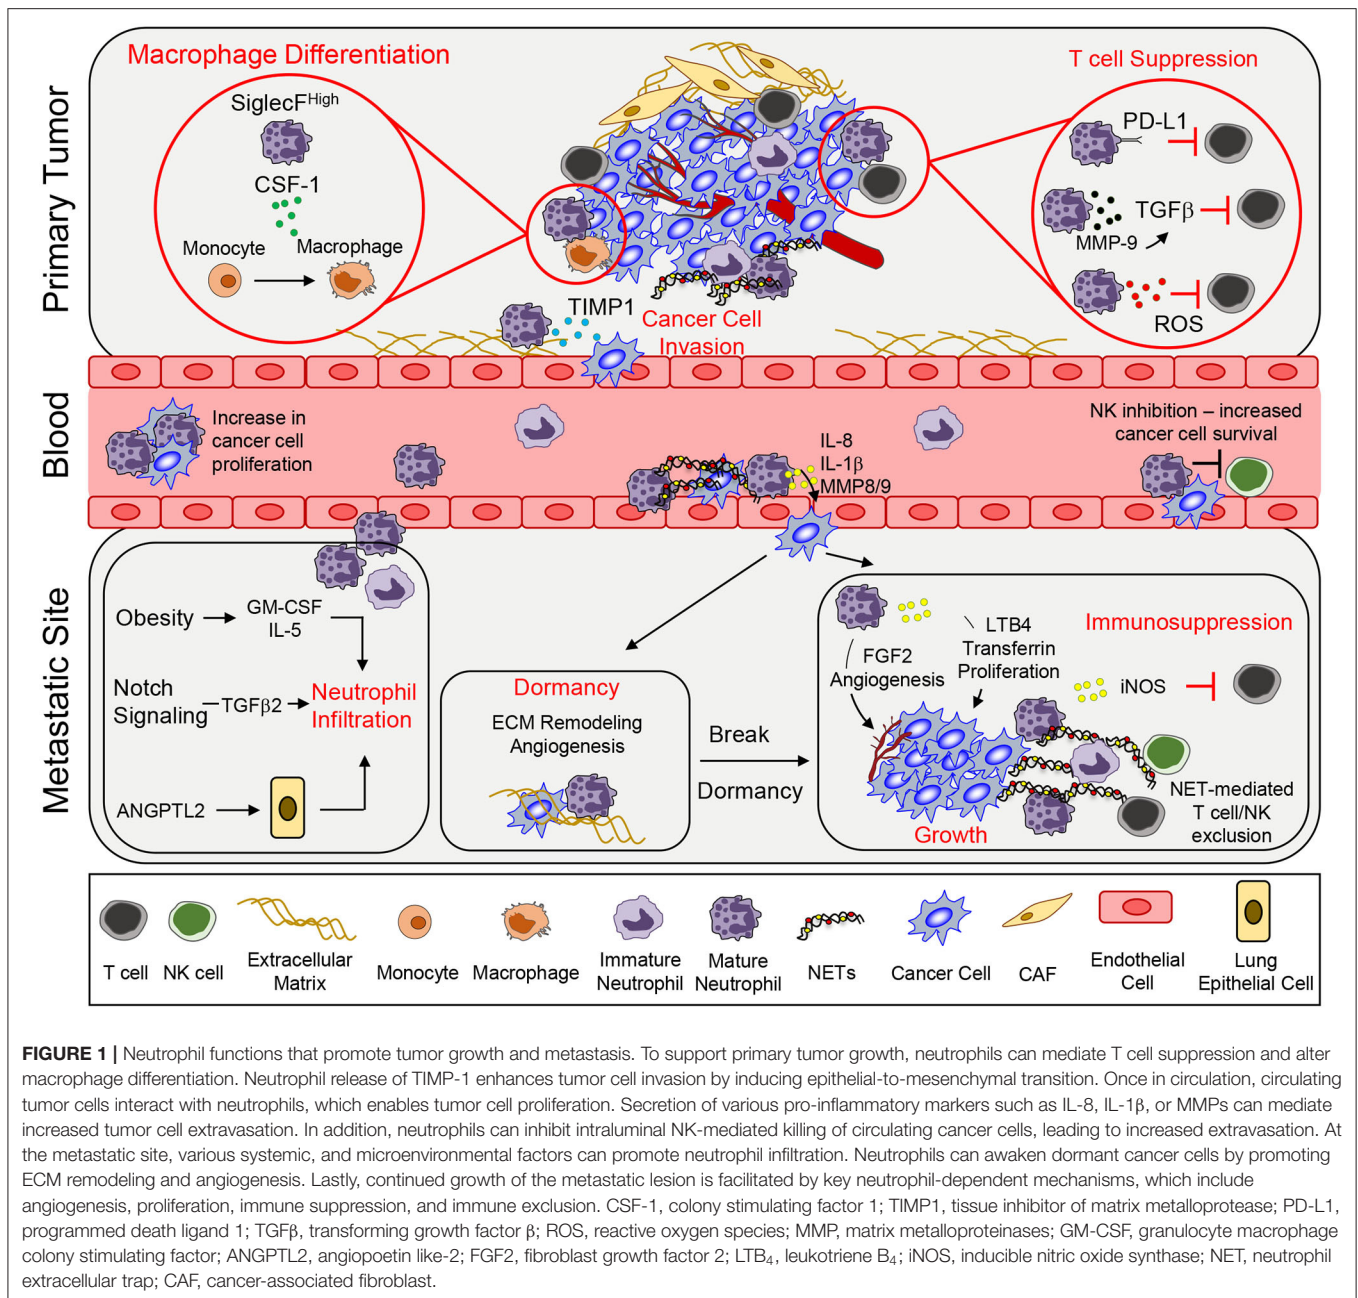 Primary Tumor
Macrophage Differentiation
SiglecFHigh
CSF-1
Monocyte
Macrophage
T cell Suppression
PD-L1
TGFβ
MMP-9
ROS
TIMP1
Cancer Cell
Invasion
Blood
Increase in
cancer cell
proliferation
IL-8
IL-1β
MMP8/9
NK inhibition – increased
cancer cell survival
Metastatic Site
Obesity
GM-CSF
IL-5
Notch
Signaling
TGFβ2
Neutrophil
Infiltration
ANGPTL2
Dormancy
ECM Remodeling
Angiogenesis
Break
Dormancy
FGF2
Angiogenesis
LTB4
Transferrin
Proliferation
Immunosuppression
iNOS
NET-mediated
T cell/NK
exclusion
Growth
T cell
NK cell
Extracellular
Matrix
Monocyte
Macrophage
Immature
Neutrophil
Mature
Neutrophil
NETs
Cancer Cell
CAF
Endothelial
Cell
Lung
Epithelial Cell
FIGURE 1 | Neutrophil functions that promote tumor growth and metastasis. To support primary tumor growth, neutrophils can mediate T cell suppression and alter
macrophage differentiation. Neutrophil release of TIMP-1 enhances tumor cell invasion by inducing epithelial-to-mesenchymal transition. Once in circulation, circulating
tumor cells interact with neutrophils, which enables tumor cell proliferation. Secretion of various pro-inflammatory markers such as IL-8, IL-1β, or MMPs can mediate
increased tumor cell extravasation. In addition, neutrophils can inhibit intraluminal NK-mediated killing of circulating cancer cells, leading to increased extravasation. At
the metastatic site, various systemic, and microenvironmental factors can promote neutrophil infiltration. Neutrophils can awaken dormant cancer cells by promoting
ECM remodeling and angiogenesis. Lastly, continued growth of the metastatic lesion is facilitated by key neutrophil-dependent mechanisms, which include
angiogenesis, proliferation, immune suppression, and immune exclusion. CSF-1, colony stimulating factor 1; TIMP1, tissue inhibitor of matrix metalloprotease; PD-L1,
programmed death ligand 1; TGFβ, transforming growth factor β; ROS, reactive oxygen species; MMP, matrix metalloproteinases; GM-CSF, granulocyte macrophage
colony stimulating factor; ANGPTL2, angiopoetin like-2; FGF2, fibroblast growth factor 2; LTB4, leukotriene B4; iNOS, inducible nitric oxide synthase; NET, neutrophil
extracellular trap; CAF, cancer-associated fibroblast.